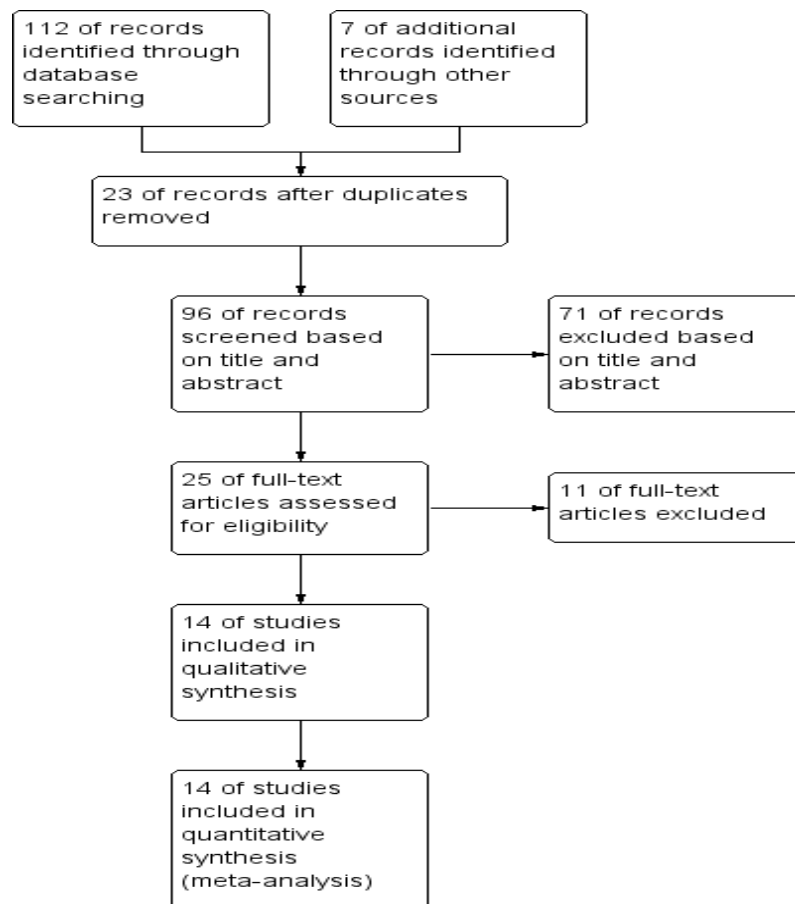 112 of records
identified through
database
searching
7 of additional
records identified
through other
sources
23 of records after duplicates
removed
96 of records
screened based
on title and
abstract
71 of records
excluded based
on title and
abstract
25 of full-text
articles assessed
for eligibility
11 of full-text
articles excluded
14 of studies
included in
qualitative
synthesis
14 of studies
included in
quantitative
synthesis
(meta-analysis)